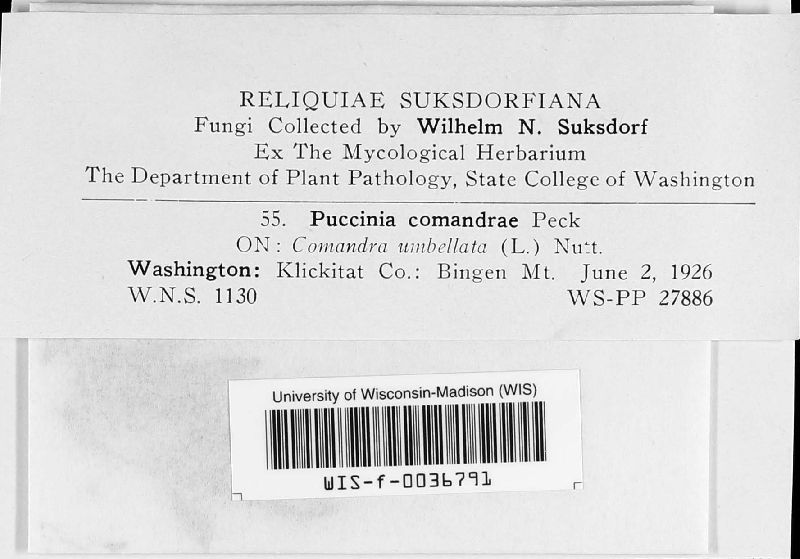 RELIQUIAE SUKSDORFIANA
Fungi Collected by Wilhelm N. Suksdorf
Ex The Mycological Herbarium
The Department of Plant Pathology, State College of Washington
55. Puccinia comandrae Peck
ON: Comandra umbellata (L.) Nutt.
Washington: Klickitat Co.: Bingen Mt. June 2, 1926
W.N.S. 1130 WS-PP 27886
University of Wisconsin-Madison (WIS)
WIS-f-0036791